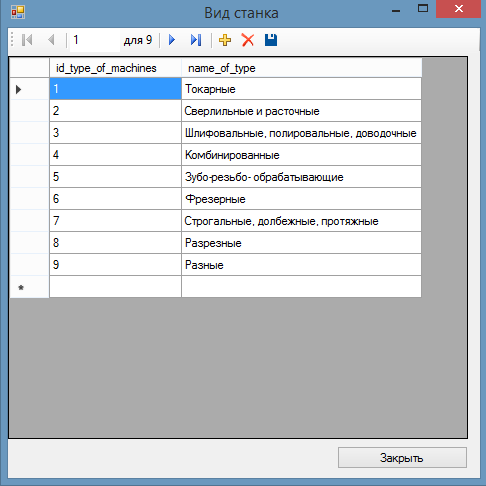 Вид станка
1 для 9
id_type_of_machines name_of_type
1 Токарные
2 Сверлильные и расточные
3 Шлифовальные, полировальные, доводочные
4 Комбинированные
5 Зубо-резьбо- обрабатывающие
6 Фрезерные
7 Строгальные, долбежные, протяжные
8 Разрезные
9 Разные
*
Закрыть